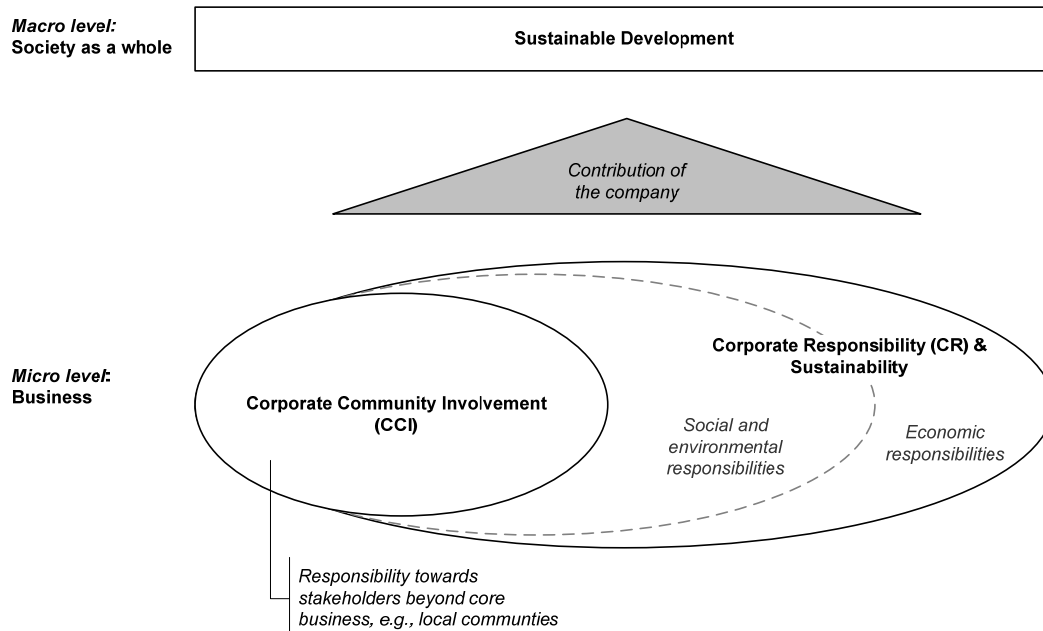 Macro level:
Society as a whole
Sustainable Development
Contribution of
the company
Corporate Responsibility (CR) &
Sustainability
Micro level:
Business
Corporate Community Involvement
(CCI)
Social and
environmental
responsibilities
Economic
responsibilities
Responsibility towards
stakeholders beyond core
business, e.g., local communties